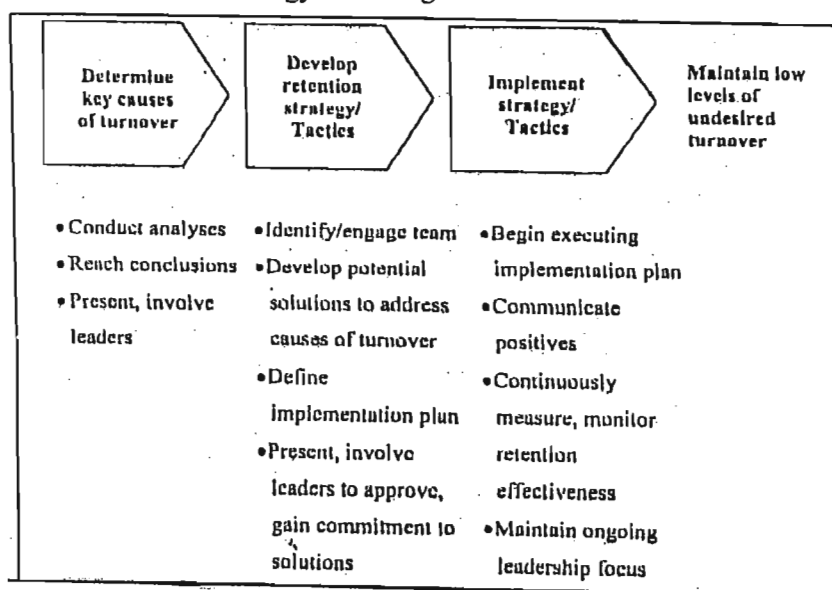 Determine
key causes
of turnover
Develop
retention
strategy/
Tactics
Implement
strategy/
Tactics
Maintain low
levels of
undesired
turnover
• Conduct analyses
• Reach conclusions
• Present, involve
leaders
• Identify/engage team
• Develop potential
solutions to address
causes of turnover
• Define
implementation plan
• Present, involve
leaders to approve,
gain commitment to
solutions
• Begin executing
implementation plan
• Communicate
positives
• Continuously
measure, monitor
retention
effectiveness
• Maintain ongoing
leadership focus